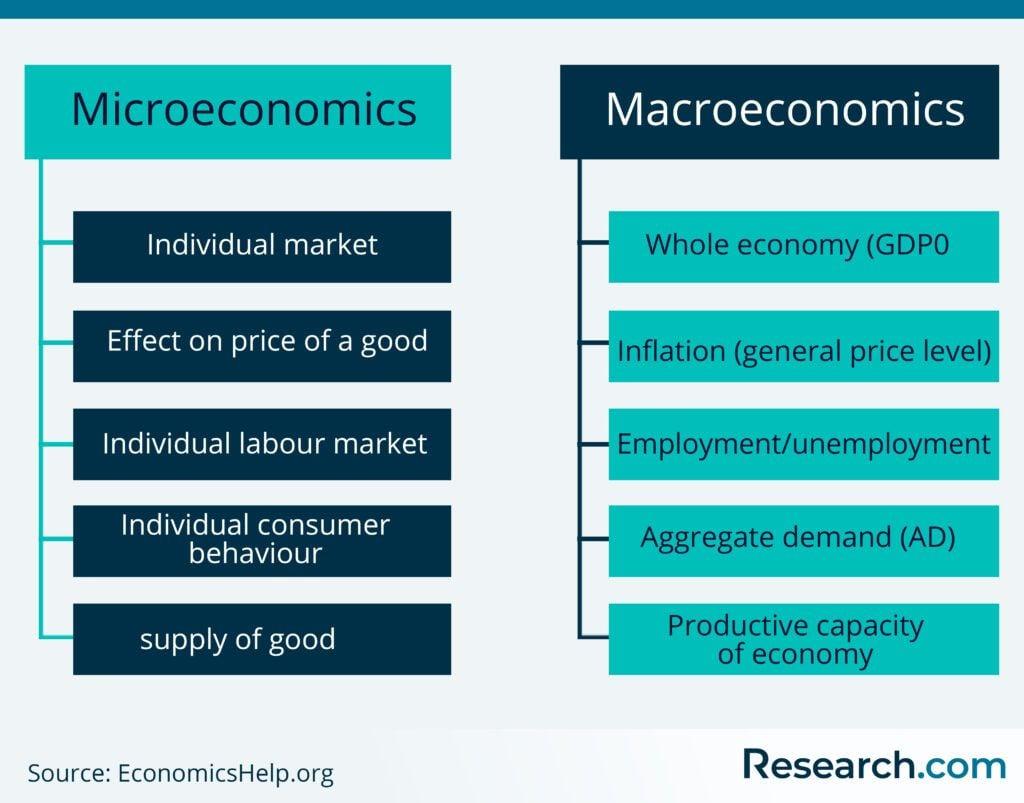 Microeconomics
Individual market
Effect on price of a good
Individual labour market
Individual consumer
behaviour
supply of good
Macroeconomics
Whole economy (GDP0
Inflation (general price level)
Employment/unemployment
Aggregate demand (AD)
Productive capacity
of economy
Source: EconomicsHelp.org
Research.com